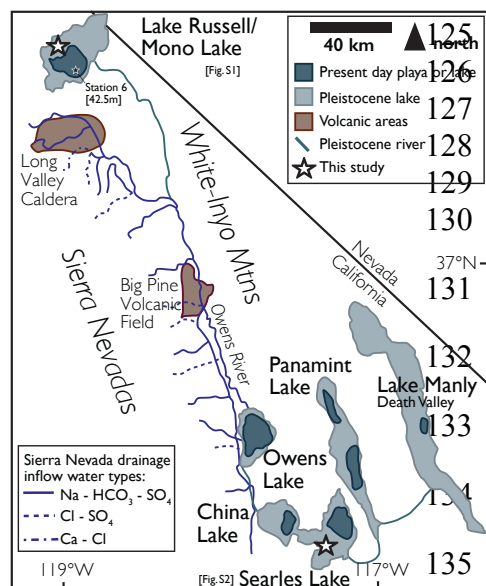 Lake Russell/
Mono Lake
[Fig. S1]
Station 6
[42.5m]
40 km
north
Present day playa or lake
Pleistocene lake
Volcanic areas
Pleistocene river
This study
125
126
127
128
129
130
131
132
133
134
135
Long
Valley
Caldera
White-Inyo Mtns
Sierra Nevadas
Big Pine
Volcanic
Field
Owens River
Nevada
California
37°N
Panamint
Lake
Lake Manly
Death Valley
Owens
Lake
China
Lake
Searles Lake
[Fig. S2]
Sierra Nevada drainage
inflow water types:
Na - HCO₃ - SO₄
Cl - SO₄
Ca - Cl
119°W
117°W